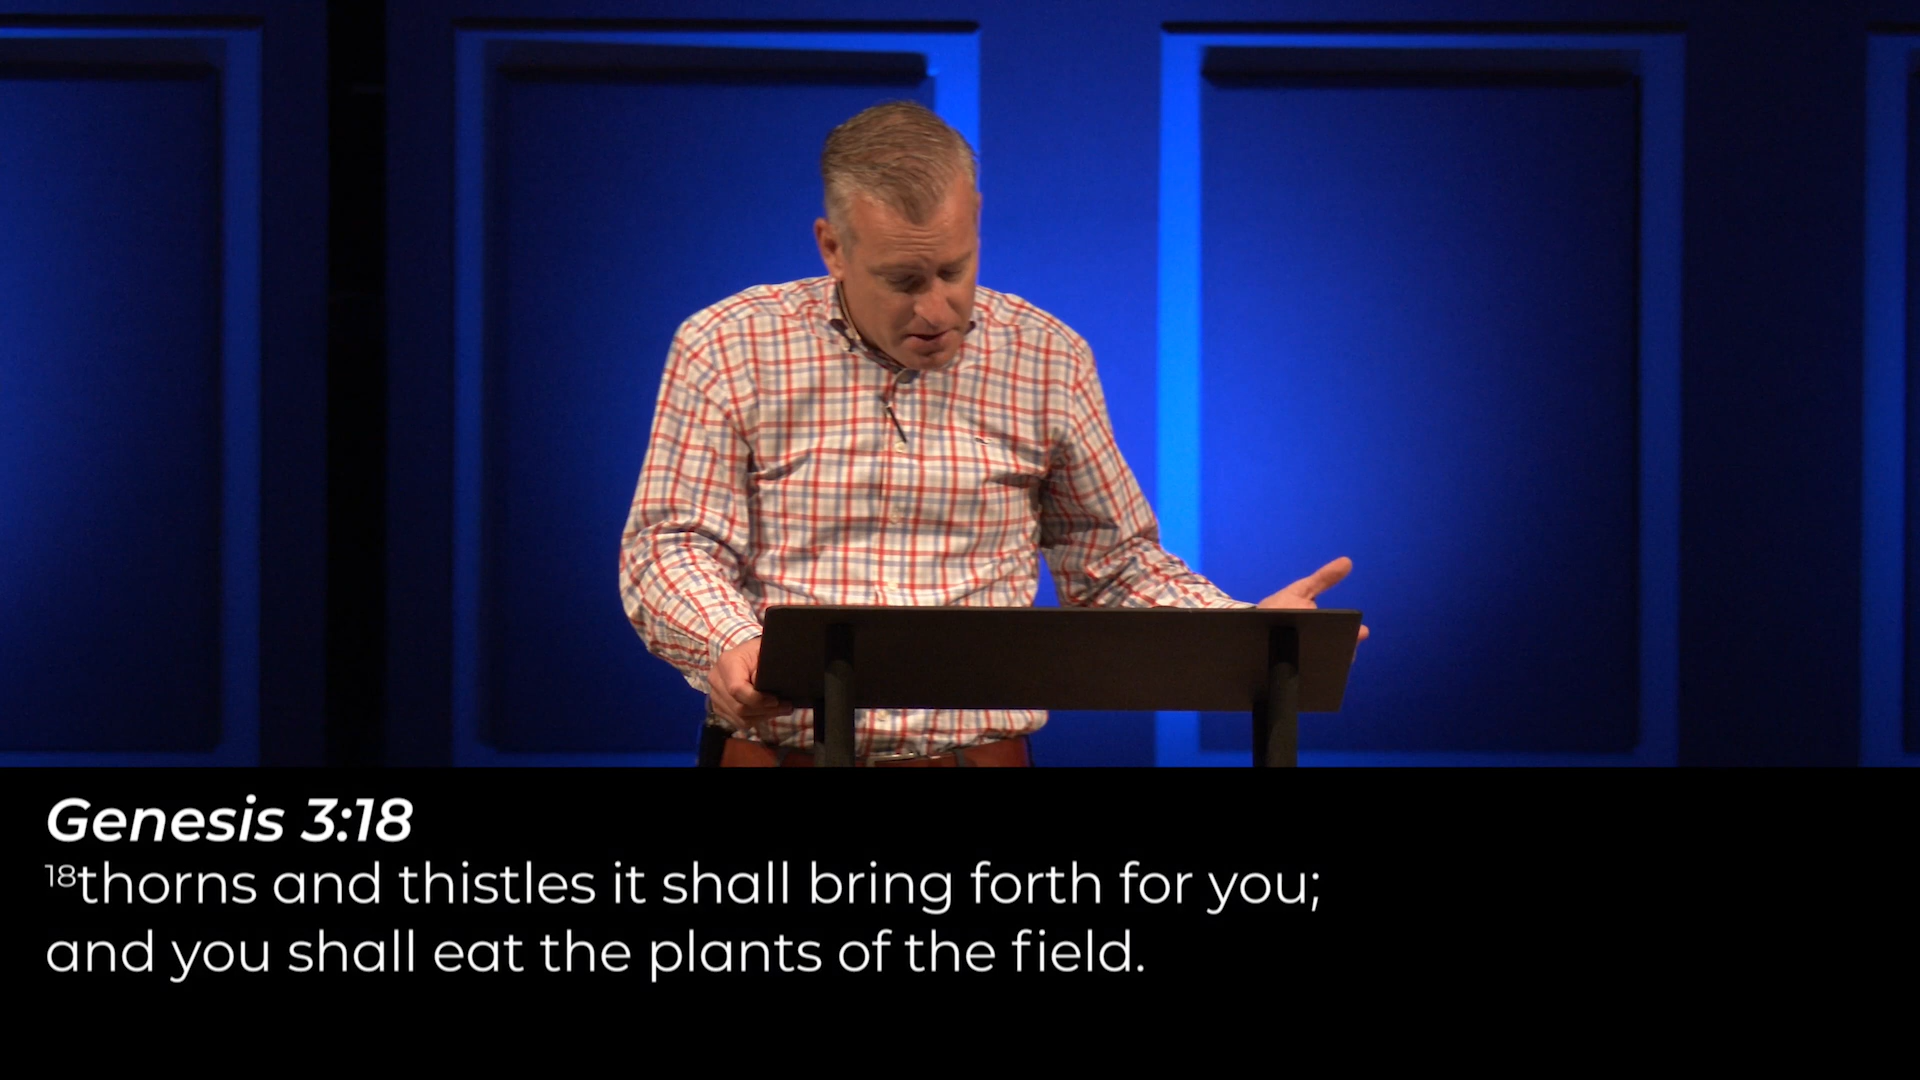 Genesis 3:18
18thorns and thistles it shall bring forth for you;
and you shall eat the plants of the field.